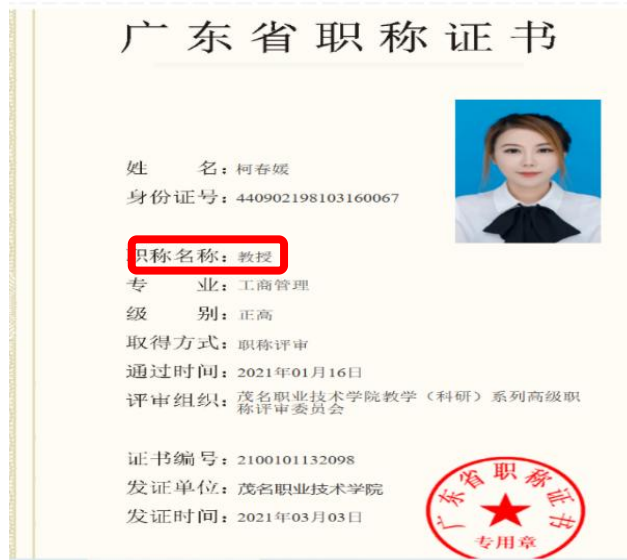 广东省职称证书
姓 名：柯春媛
身份证号：440902198103160067
职称名称：教授
专 业：工商管理
级 别：正高
取得方式：职称评审
通过时间：2021年01月16日
评审组织：茂名职业技术学院教学（科研）系列高级职
称评审委员会
证书编号：2100101132098
发证单位：茂名职业技术学院
发证时间：2021年03月03日
广东省职称证书
专用章